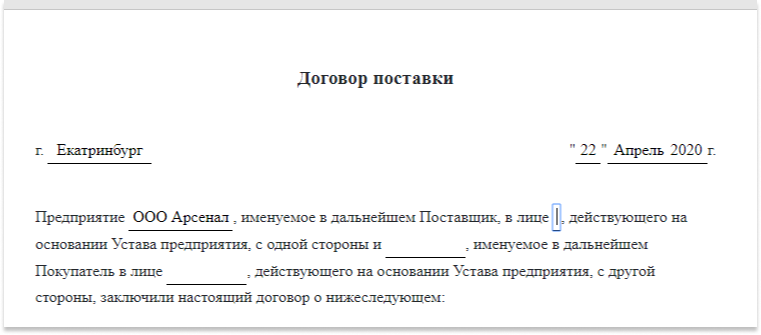 Договор поставки
г. Екатринбург " 22 " Апрель 2020 г.
Предприятие ООО Арсенал , именуемое в дальнейшем Поставщик, в лице , действующего на
основании Устава предприятия, с одной стороны и __________, именуемое в дальнейшем
Покупатель в лице __________, действующего на основании Устава предприятия, с другой
стороны, заключили настоящий договор о нижеследующем: